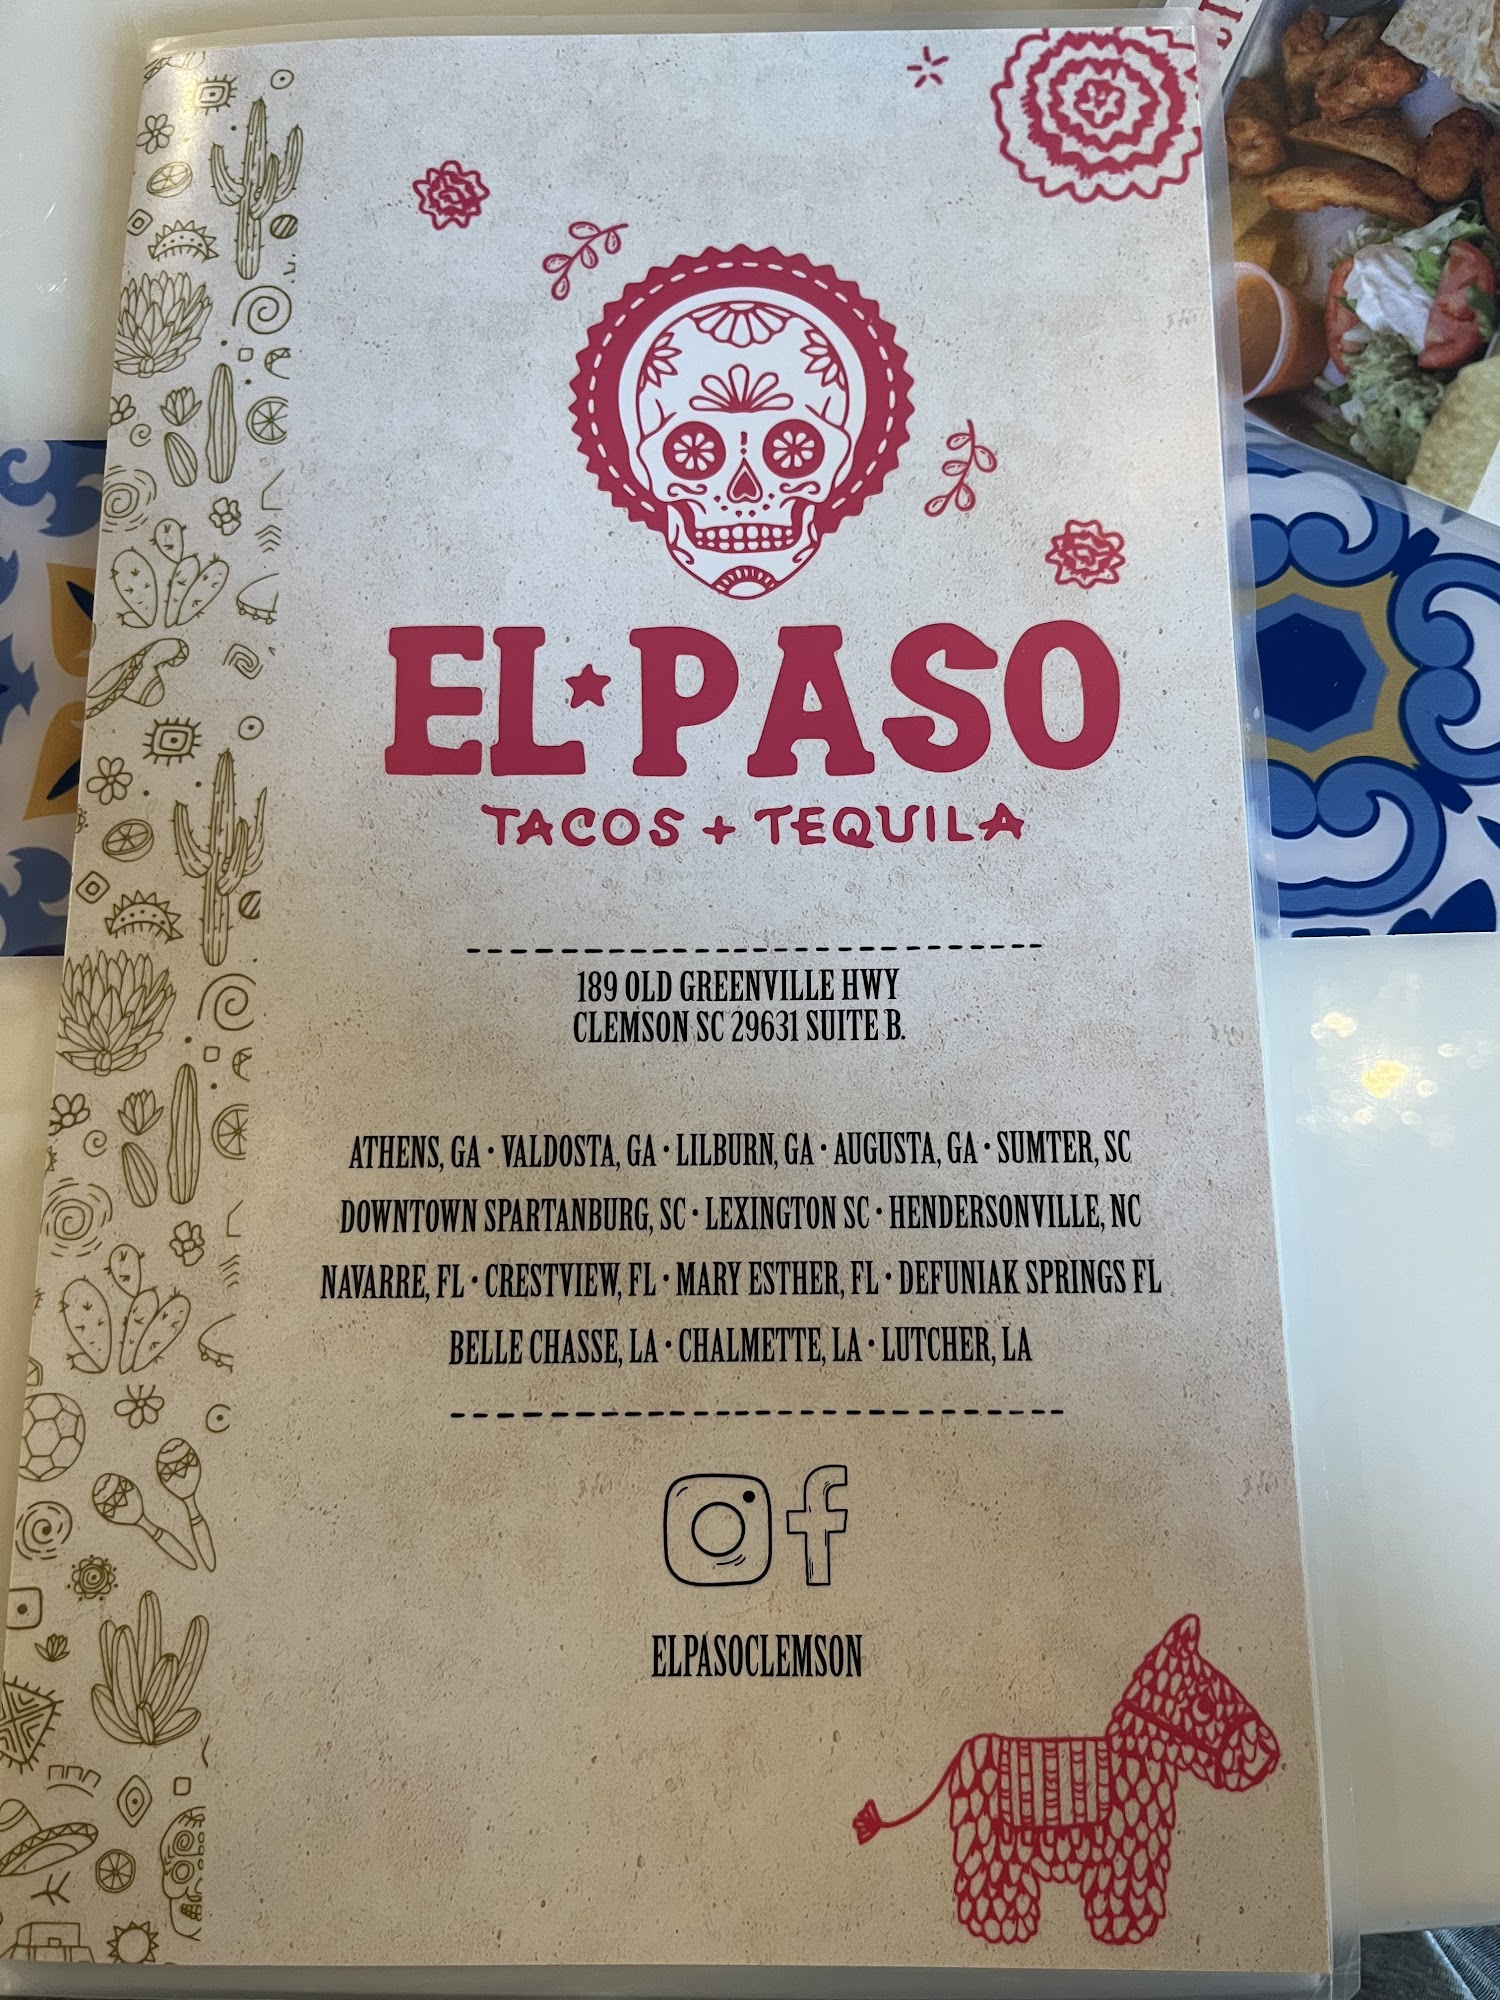 EL★PASO
TACOS + TEQUILA
189 OLD GREENVILLE HWY
CLEMSON SC 29631 SUITE B.
ATHENS, GA • VALDOSTA, GA • LILBURN, GA • AUGUSTA, GA • SUMTER, SC
DOWNTOWN SPARTANBURG, SC • LEXINGTON SC • HENDERSONVILLE, NC
NAVARRE, FL • CRESTVIEW, FL • MARY ESTHER, FL • DEFUNIAK SPRINGS FL
BELLE CHASSE, LA • CHALMETTE, LA • LUTCHER, LA
ELPASOCLEMSON